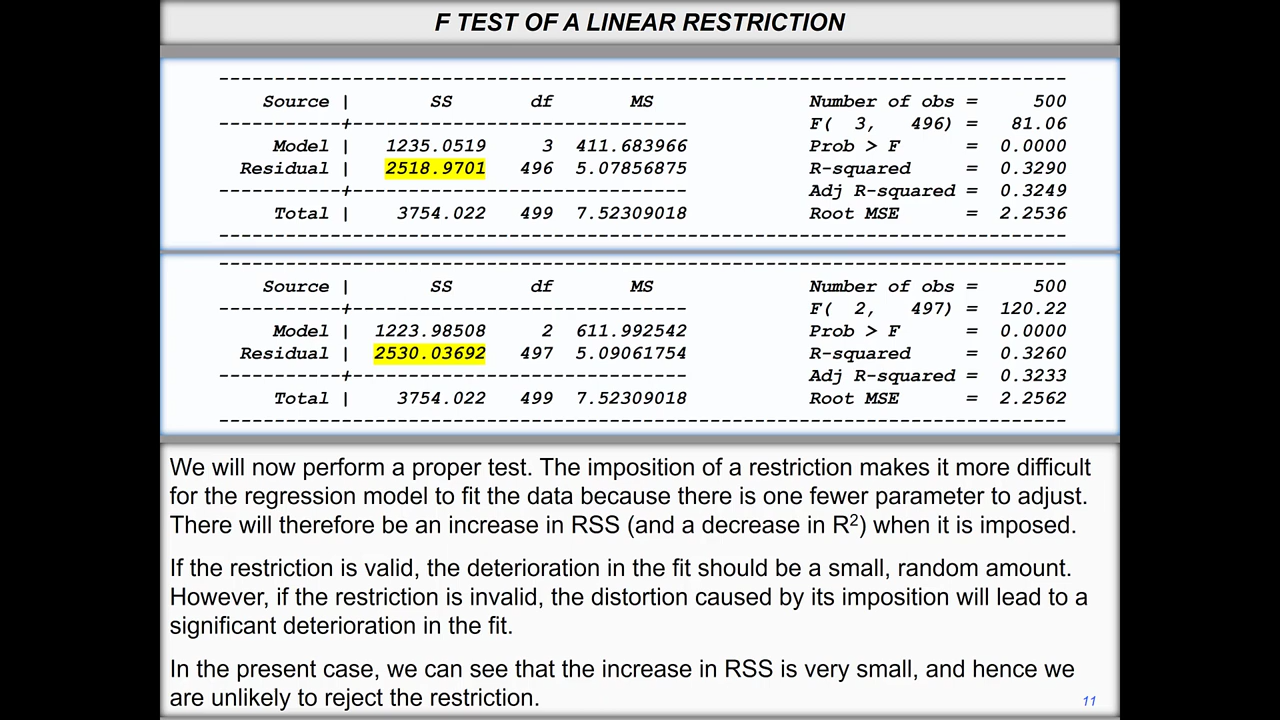 F TEST OF A LINEAR RESTRICTION
----------------------------------------------------------------------------
Source | SS df MS Number of obs = 500
-----------+------------------------------ F( 3, 496) = 81.06
Model | 1235.0519 3 411.683966 Prob > F = 0.0000
Residual | 2518.9701 496 5.07856875 R-squared = 0.3290
-----------+------------------------------ Adj R-squared = 0.3249
Total | 3754.022 499 7.52309018 Root MSE = 2.2536
----------------------------------------------------------------------------
----------------------------------------------------------------------------
Source | SS df MS Number of obs = 500
-----------+------------------------------ F( 2, 497) = 120.22
Model | 1223.98508 2 611.992542 Prob > F = 0.0000
Residual | 2530.03692 497 5.09061754 R-squared = 0.3260
-----------+------------------------------ Adj R-squared = 0.3233
Total | 3754.022 499 7.52309018 Root MSE = 2.2562
----------------------------------------------------------------------------
We will now perform a proper test. The imposition of a restriction makes it more difficult
for the regression model to fit the data because there is one fewer parameter to adjust.
There will therefore be an increase in RSS (and a decrease in R²) when it is imposed.
If the restriction is valid, the deterioration in the fit should be a small, random amount.
However, if the restriction is invalid, the distortion caused by its imposition will lead to a
significant deterioration in the fit.
In the present case, we can see that the increase in RSS is very small, and hence we
are unlikely to reject the restriction.
11